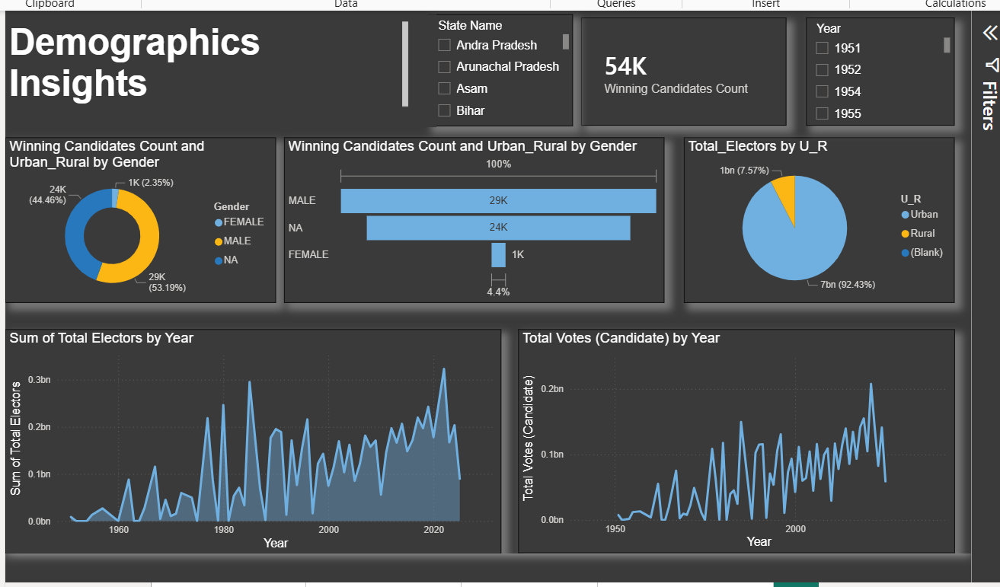 Clipboard
Data
Queries
Insert
Calculations
Demographics
Insights
State Name
Andra Pradesh
Arunachal Pradesh
Asam
Bihar
54K
Winning Candidates Count
Year
1951
1952
1954
1955
Filters
Winning Candidates Count and
Urban_Rural by Gender
1K (2.35%)
24K
(44.46%)
29K
(53.19%)
Gender
FEMALE
MALE
NA
Winning Candidates Count and Urban_Rural by Gender
100%
MALE
29K
NA
24K
FEMALE
1K
4.4%
Total_Electors by U_R
1bn (7.57%)
7bn (92.43%)
U_R
Urban
Rural
(Blank)
Sum of Total Electors by Year
Sum of Total Electors
0.3bn
0.2bn
0.1bn
0.0bn
1960
1980
2000
2020
Year
Total Votes (Candidate) by Year
Total Votes (Candidate)
0.2bn
0.1bn
0.0bn
1950
2000
Year